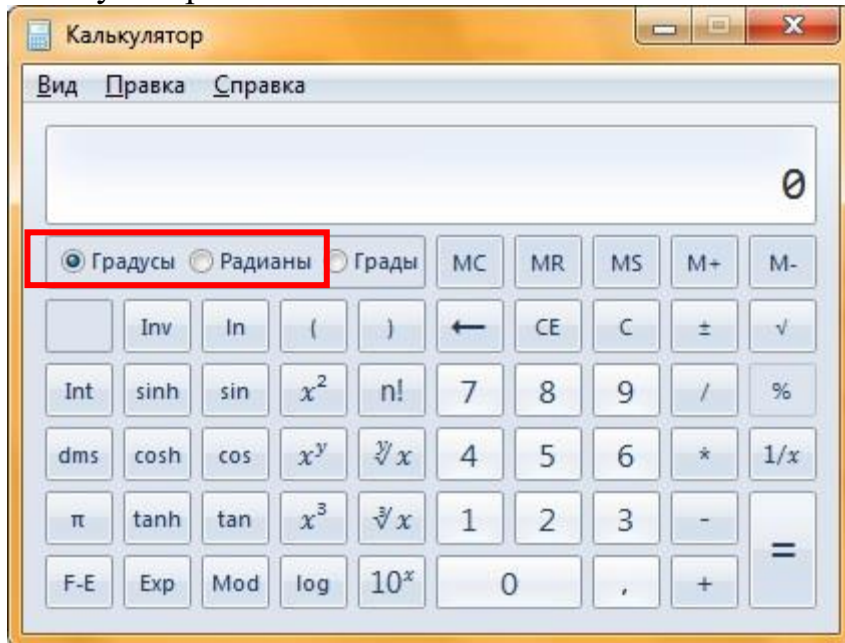 Калькулятор
Вид Правка Справка
0
Градусы Радианы Грады MC MR MS M+ M-
Inv In ( ) ← CE C ± √
Int sinh sin x² n! 7 8 9 / %
dms cosh cos xʸ ʸ√x 4 5 6 * 1/x
π tanh tan x³ ³√x 1 2 3 - =
F-E Exp Mod log 10ˣ 0 , +